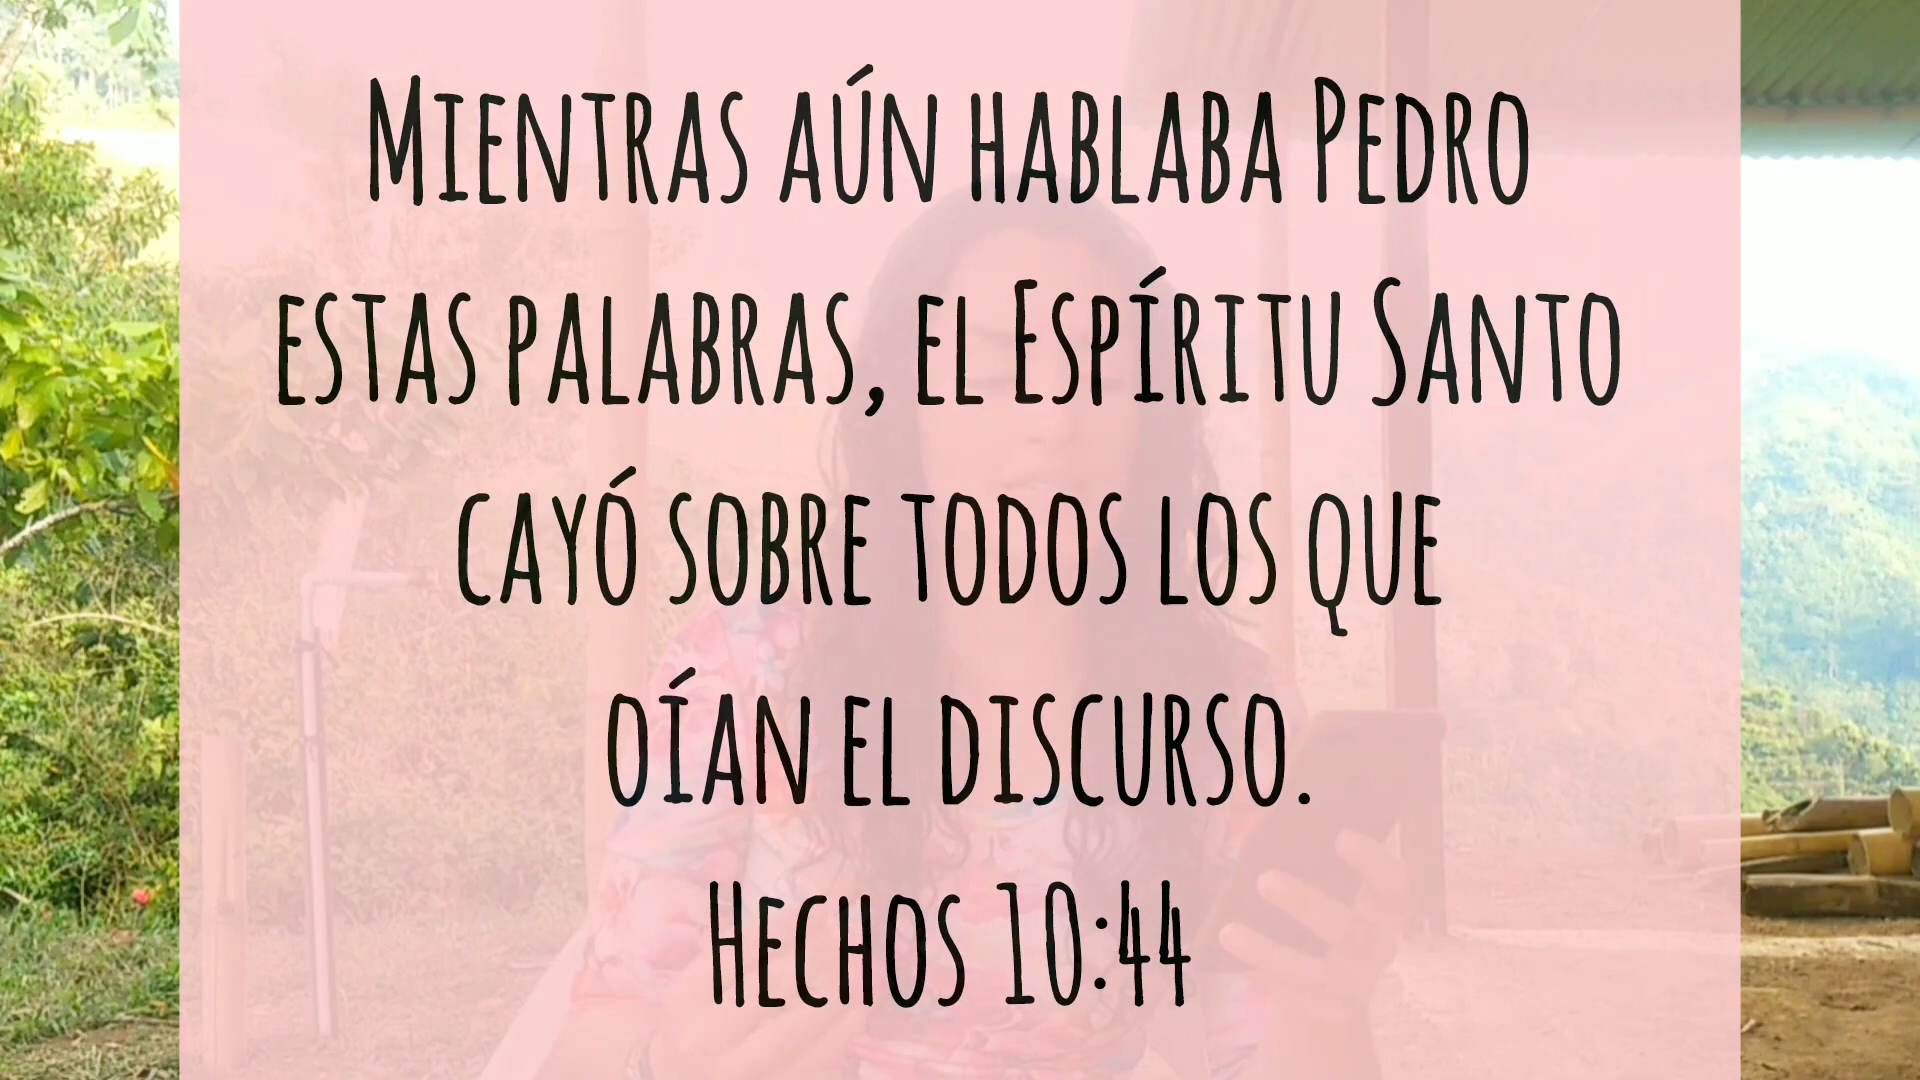 Mientras aún hablaba Pedro
estas palabras, el Espíritu Santo
cayó sobre todos los que
oían el discurso.
Hechos 10:44